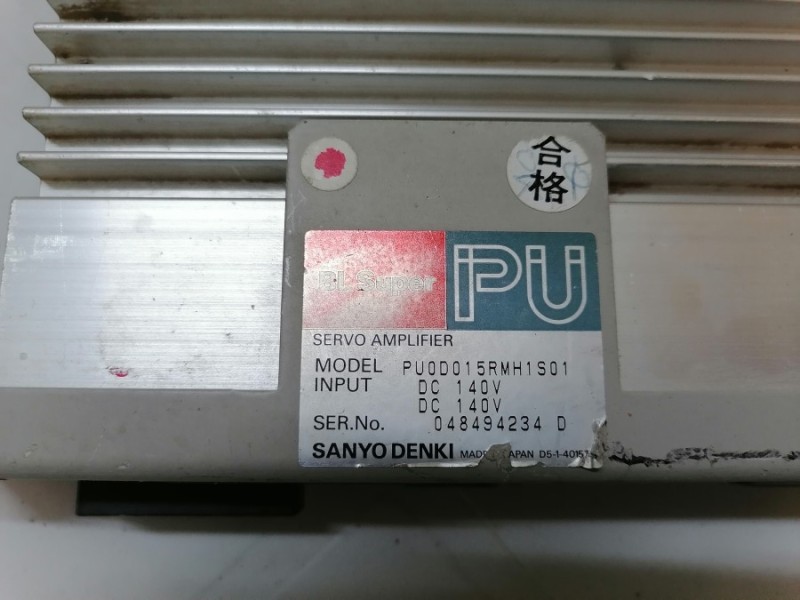 合格
BL Super PU
SERVO AMPLIFIER
MODEL PU0D015RMH1S01
INPUT DC 140V
DC 140V
SER.No. 048494234 D
SANYO DENKI JAPAN